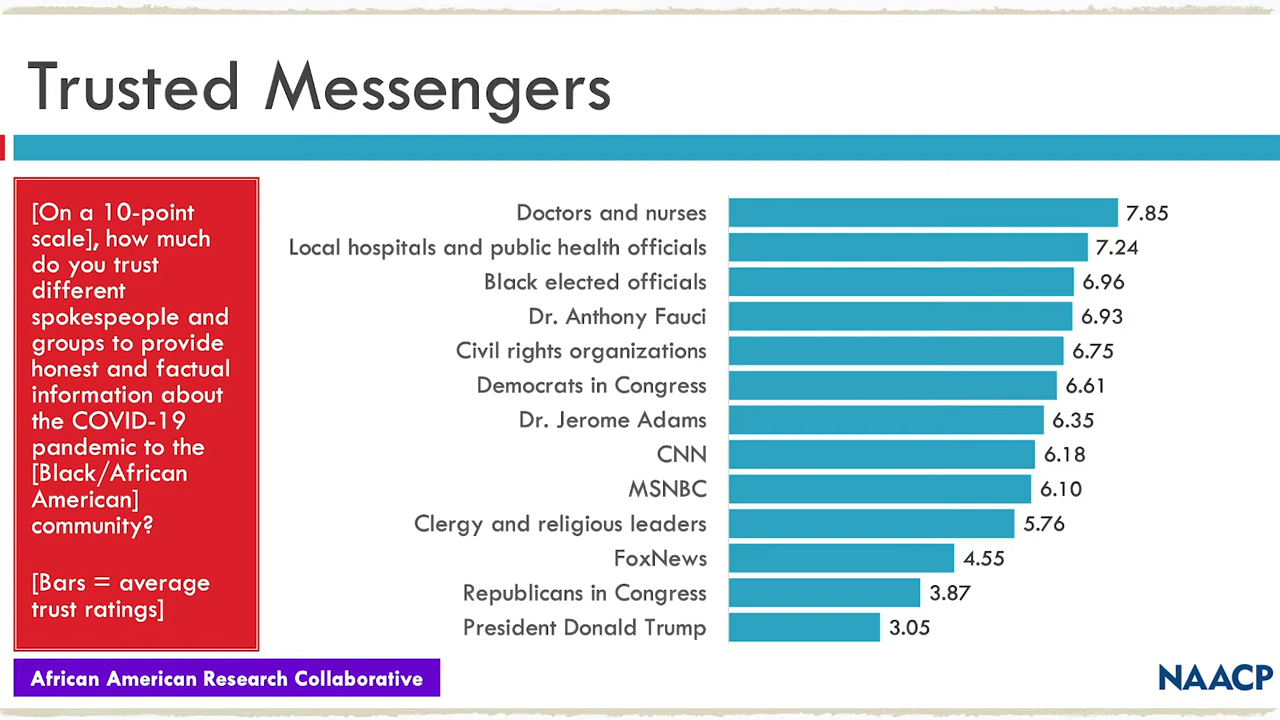 Trusted Messengers
[On a 10-point
scale], how much
do you trust
different
spokespeople and
groups to provide
honest and factual
information about
the COVID-19
pandemic to the
[Black/African
American]
community?
[Bars = average
trust ratings]
Doctors and nurses 7.85
Local hospitals and public health officials 7.24
Black elected officials 6.96
Dr. Anthony Fauci 6.93
Civil rights organizations 6.75
Democrats in Congress 6.61
Dr. Jerome Adams 6.35
CNN 6.18
MSNBC 6.10
Clergy and religious leaders 5.76
FoxNews 4.55
Republicans in Congress 3.87
President Donald Trump 3.05
African American Research Collaborative
NAACP